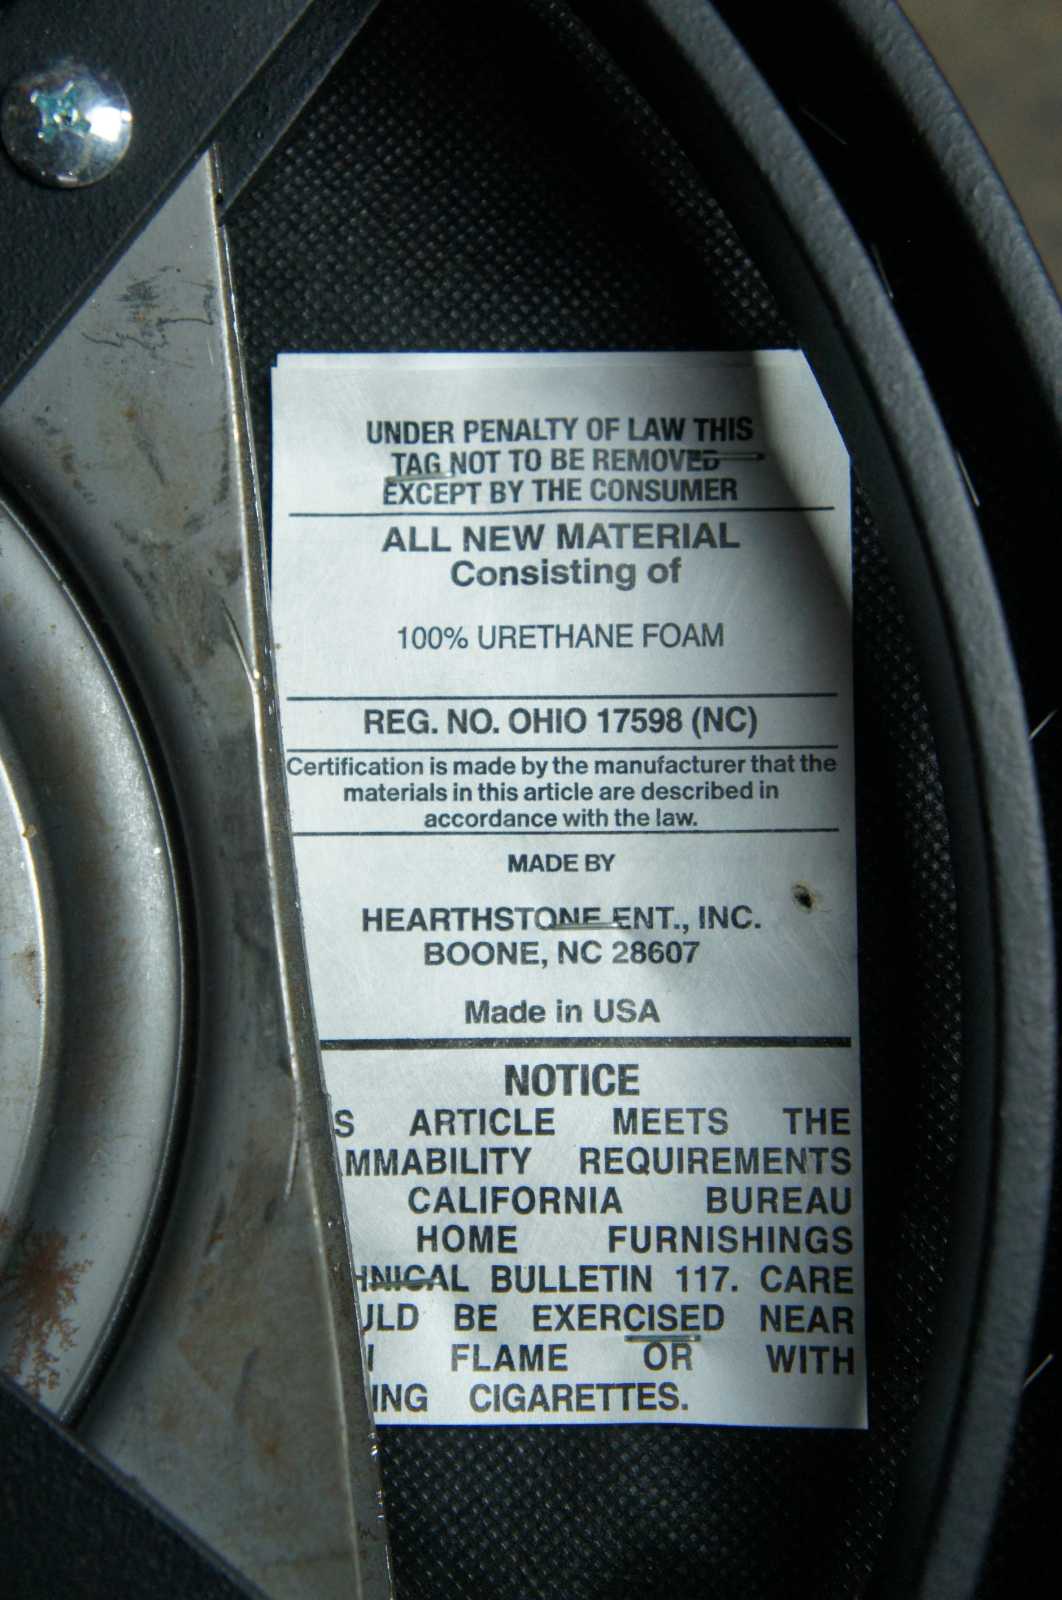 UNDER PENALTY OF LAW THIS
TAG NOT TO BE REMOVED
EXCEPT BY THE CONSUMER
ALL NEW MATERIAL
Consisting of
100% URETHANE FOAM
REG. NO. OHIO 17598 (NC)
Certification is made by the manufacturer that the
materials in this article are described in
accordance with the law.
MADE BY
HEARTHSTONE ENT., INC.
BOONE, NC 28607
Made in USA
NOTICE
S ARTICLE MEETS THE
AMMABILITY REQUIREMENTS
CALIFORNIA BUREAU
HOME FURNISHINGS
HNICAL BULLETIN 117. CARE
ULD BE EXERCISED NEAR
FLAME OR WITH
ING CIGARETTES.